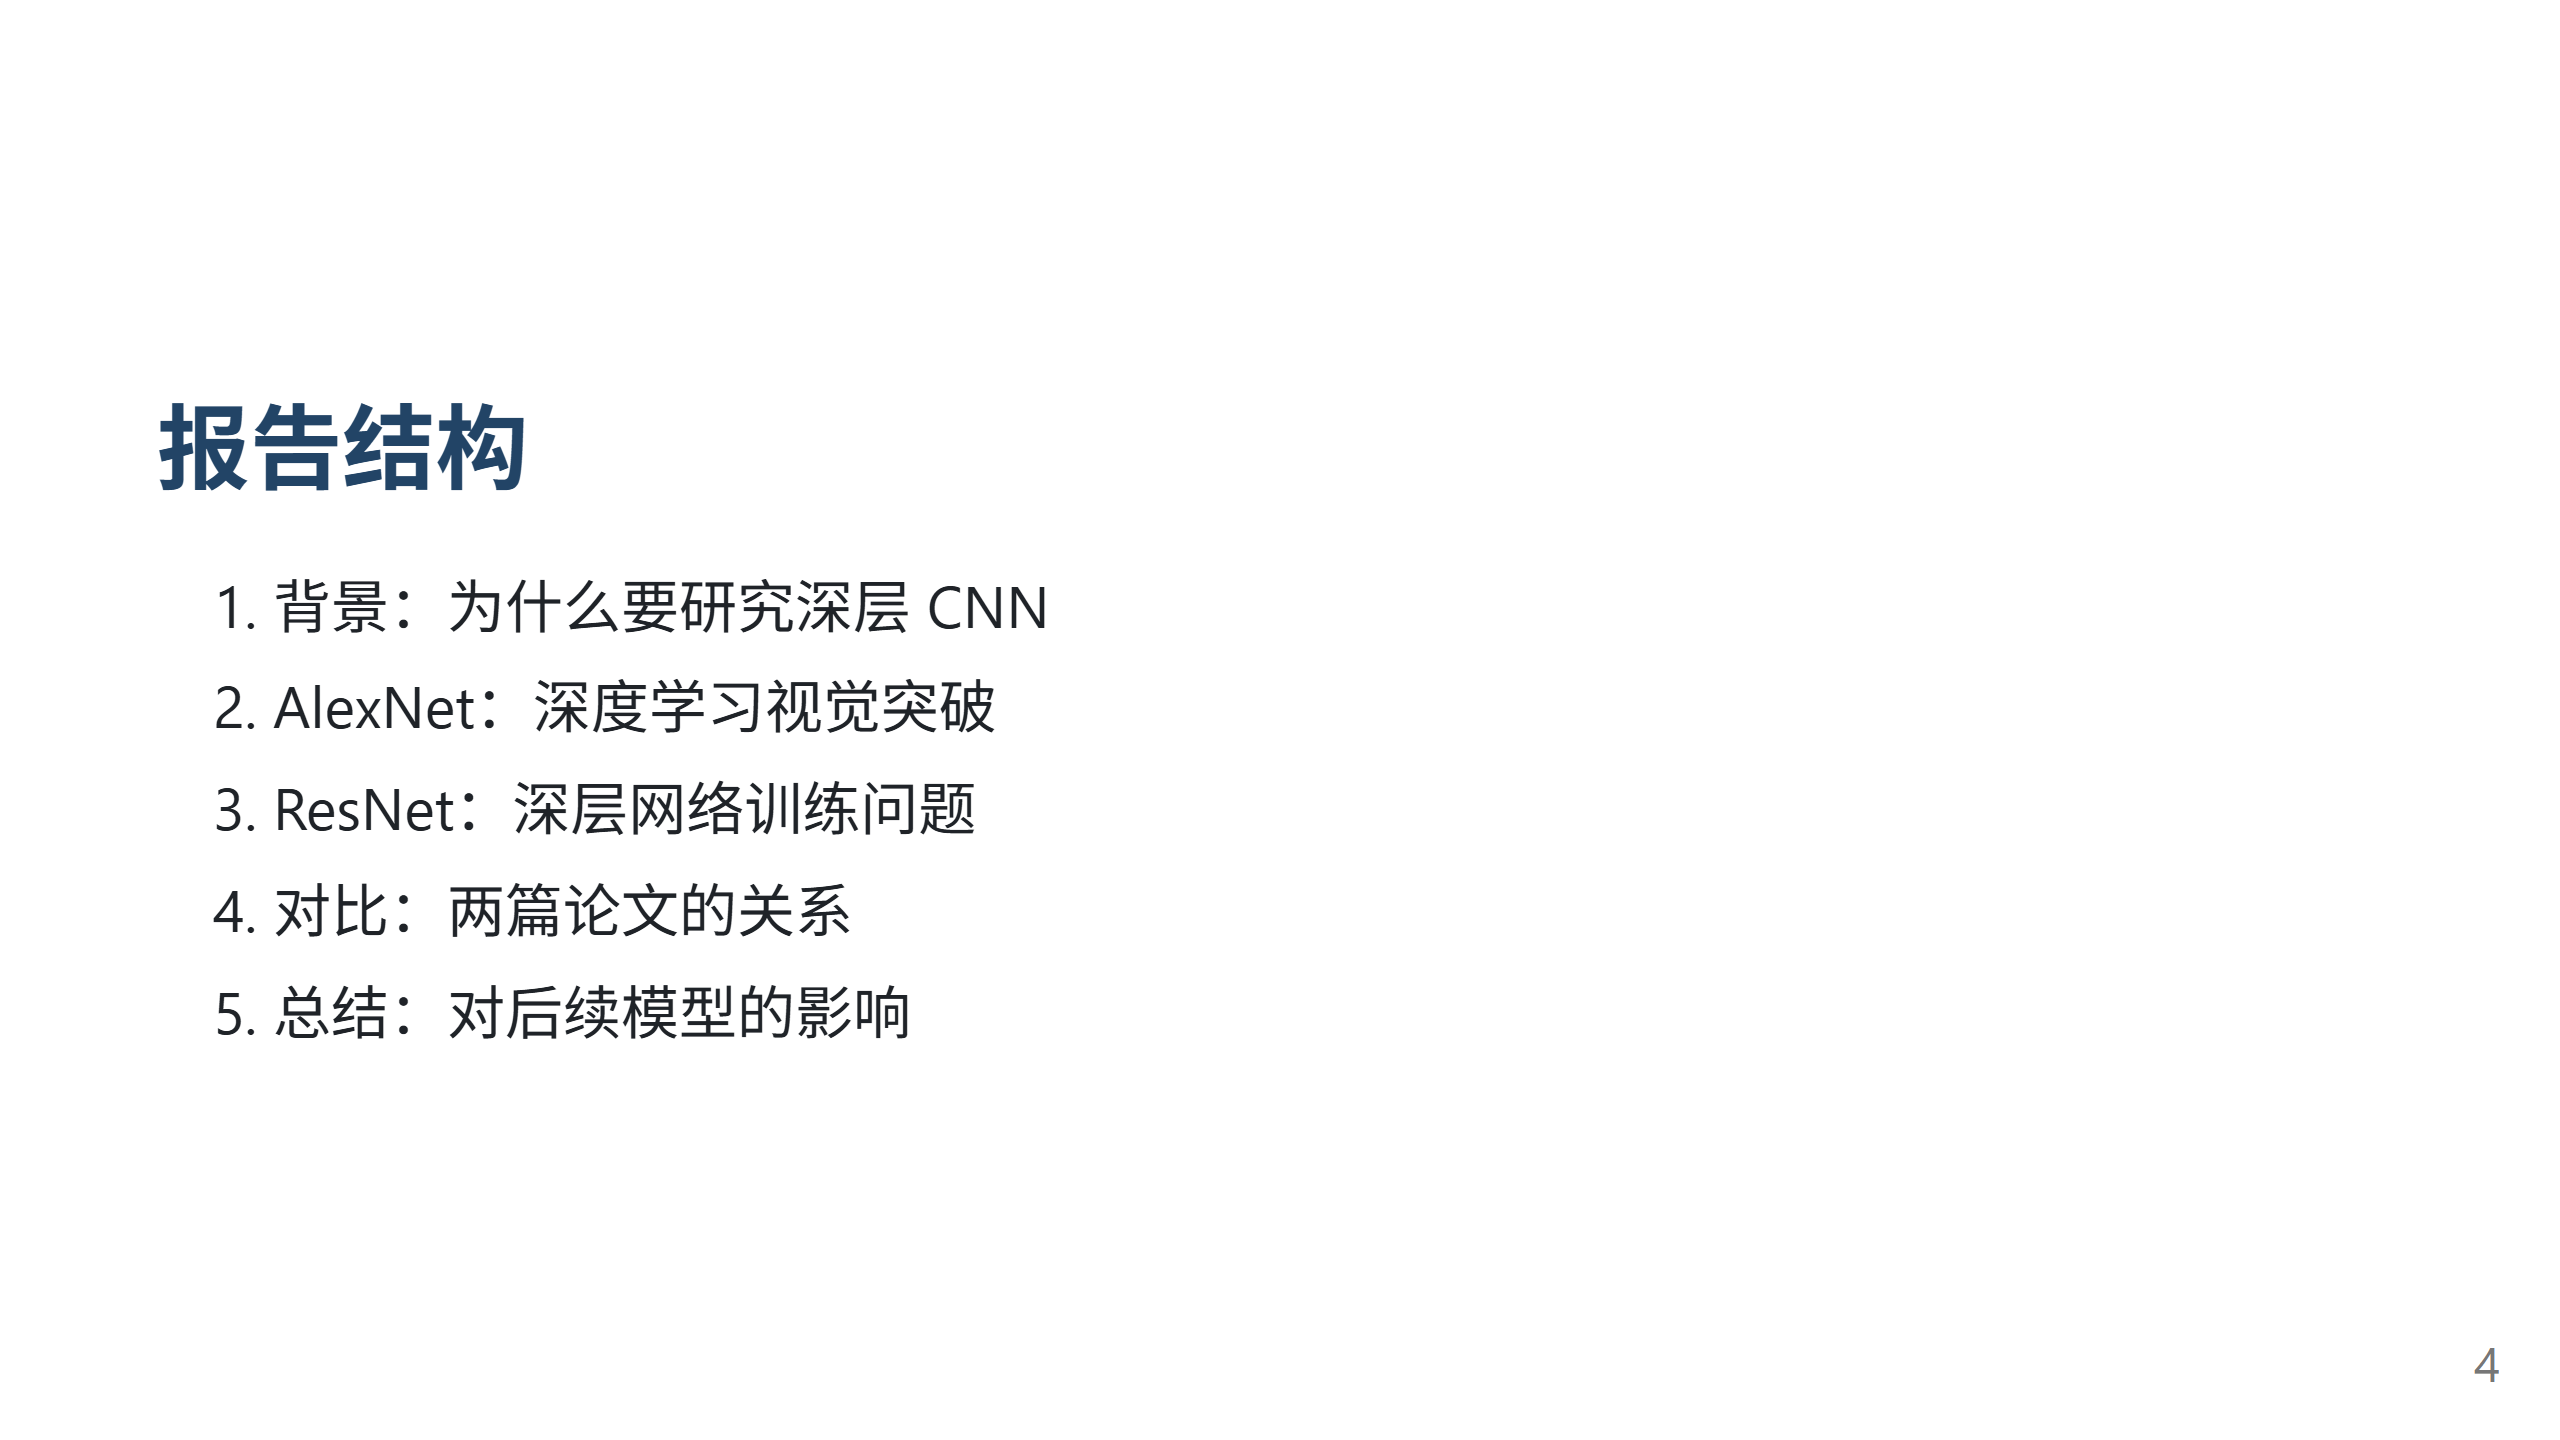 报告结构
1. 背景：为什么要研究深层 CNN
2. AlexNet：深度学习视觉突破
3. ResNet：深层网络训练问题
4. 对比：两篇论文的关系
5. 总结：对后续模型的影响
4